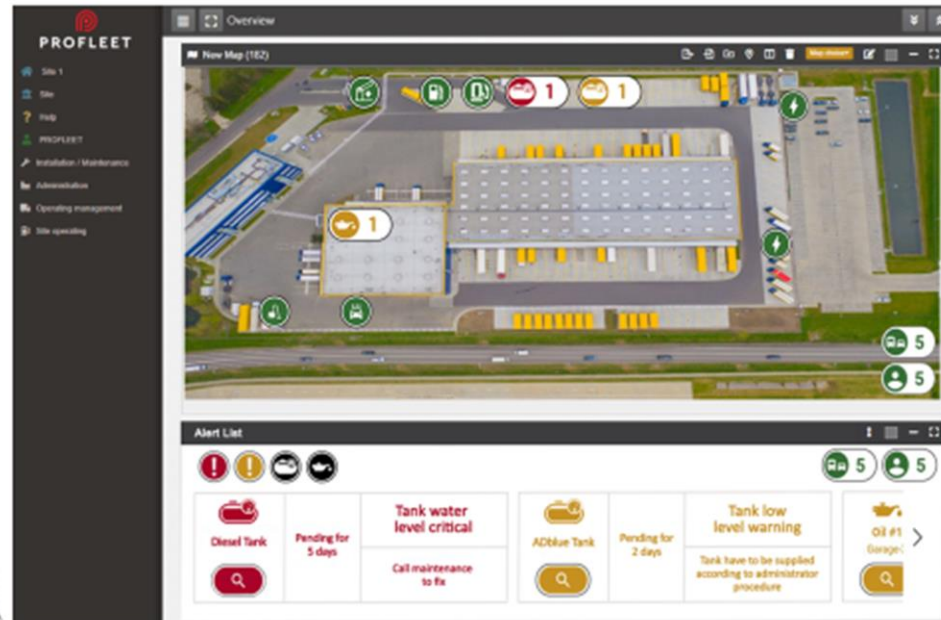 PROFLEET
Overview
Site 1
Site
Help
PROFLEET
Installation / Maintenance
Administration
Operating management
Site operating
New Map (182)
Map choice
1
1
1
5
5
Alert List
5
5
Diesel Tank
Pending for
5 days
Tank water
level critical
Call maintenance
to fix
ADblue Tank
Pending for
2 days
Tank low
level warning
Tank have to be supplied
according to administrator
procedure
Oil #1